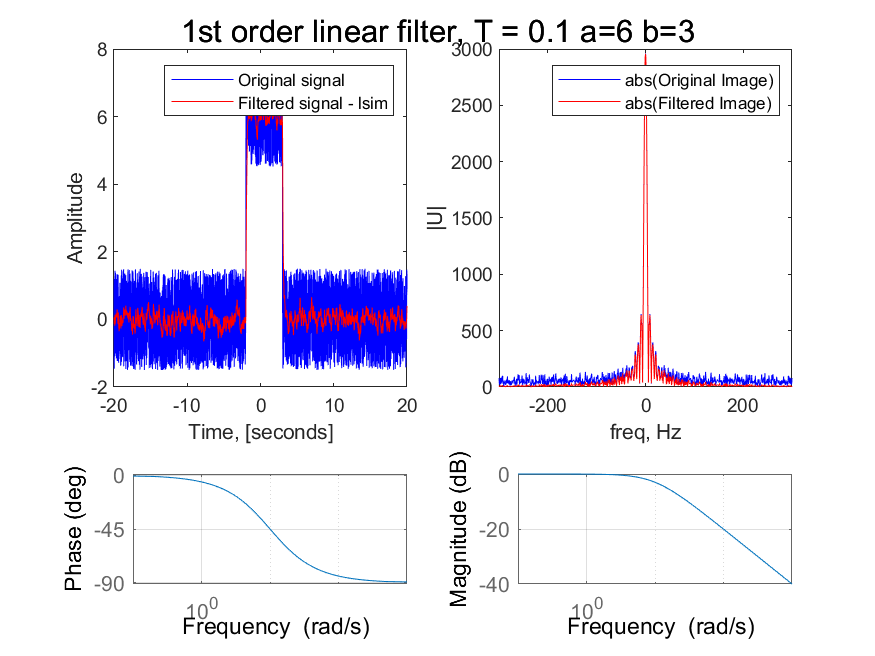 1st order linear filter, T = 0.1 a=6 b=3
8
6
4
2
0
-2
Amplitude
Original signal
Filtered signal - lsim
-20
-10
0
10
20
Time, [seconds]
3000
2500
2000
1500
3000
500
0
|U|
abs(Original Image)
abs(Filtered Image)
-200
0
200
freq, Hz
0
-45
-90
Phase (deg)
10^0
Frequency (rad/s)
0
-20
-40
Magnitude (dB)
10^0
Frequency (rad/s)